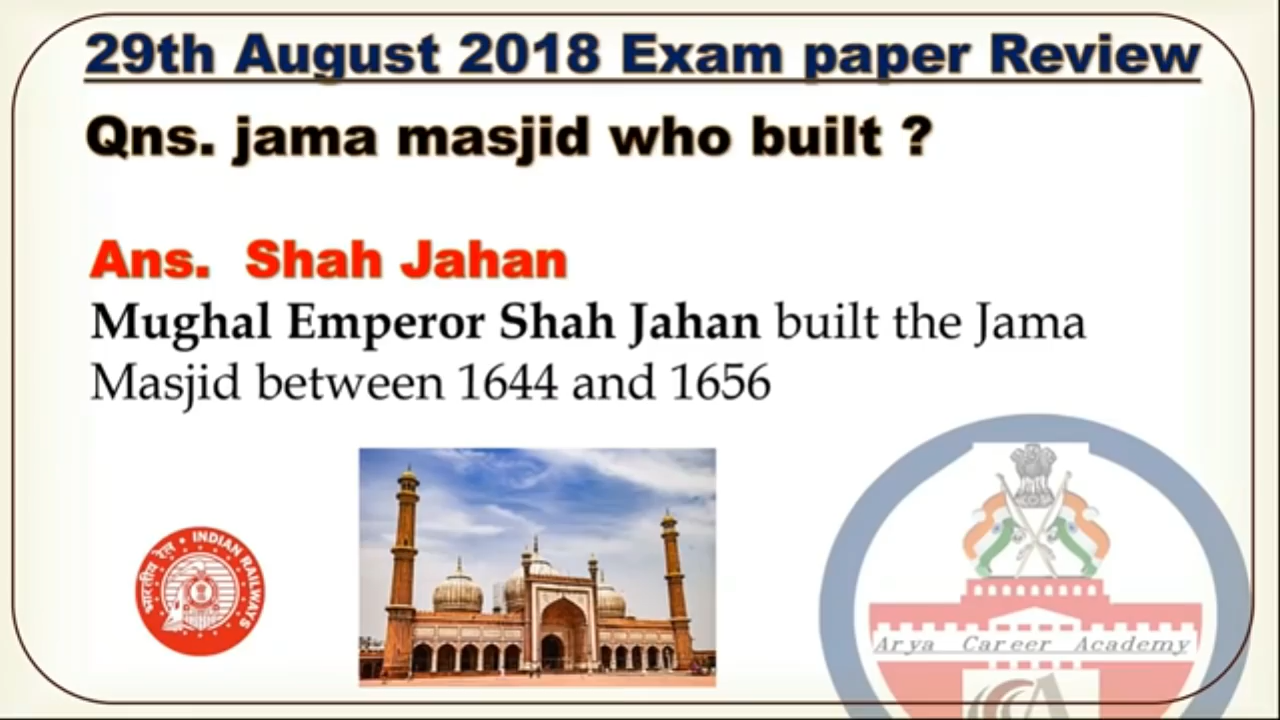 29th August 2018 Exam paper Review
Qns. jama masjid who built ?
Ans. Shah Jahan
Mughal Emperor Shah Jahan built the Jama
Masjid between 1644 and 1656
भारतीय रेल • INDIAN RAILWAYS
Arya Career Academy